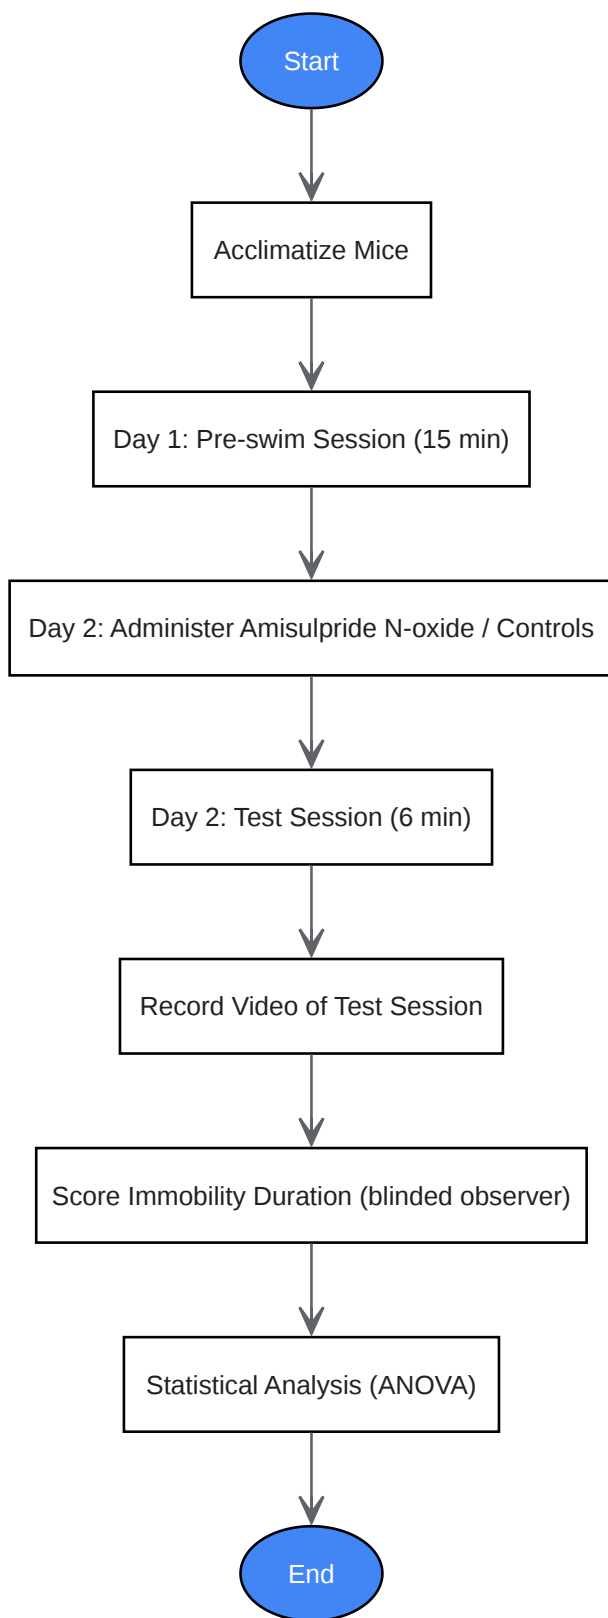 Start
Acclimatize Mice
Day 1: Pre-swim Session (15 min)
Day 2: Administer Amisulpride N-oxide / Controls
Day 2: Test Session (6 min)
Record Video of Test Session
Score Immobility Duration (blinded observer)
Statistical Analysis (ANOVA)
End